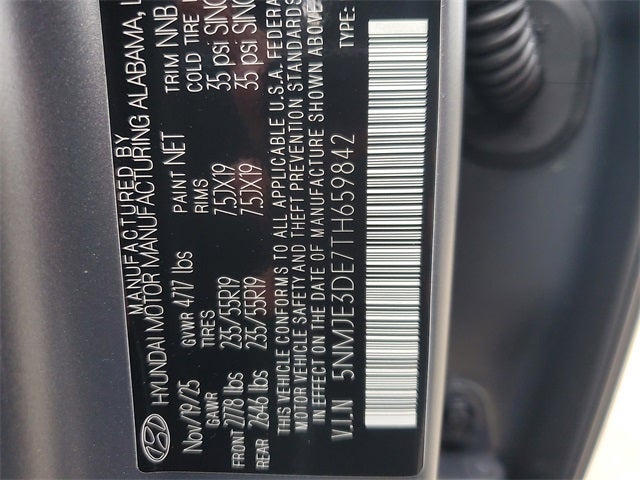 MANUFACTURED BY
HYUNDAI MOTOR MANUFACTURING ALABAMA, L
Nov/19/25 GVWR 4717 lbs PAINT NET TRIM NNB
GAWR TIRES RIMS COLD TIRE
FRONT 2778 lbs 235/55R19 7.5JX19 35 psi SING
REAR 2646 lbs 235/55R19 7.5JX19 35 psi SING
THIS VEHICLE CONFORMS TO ALL APPLICABLE U.S.A. FEDERA
MOTOR VEHICLE SAFETY AND THEFT PREVENTION STANDARDS
IN EFFECT ON THE DATE OF MANUFACTURE SHOWN ABOVE
V.I.N 5NMJE3DE7TH659842 TYPE: